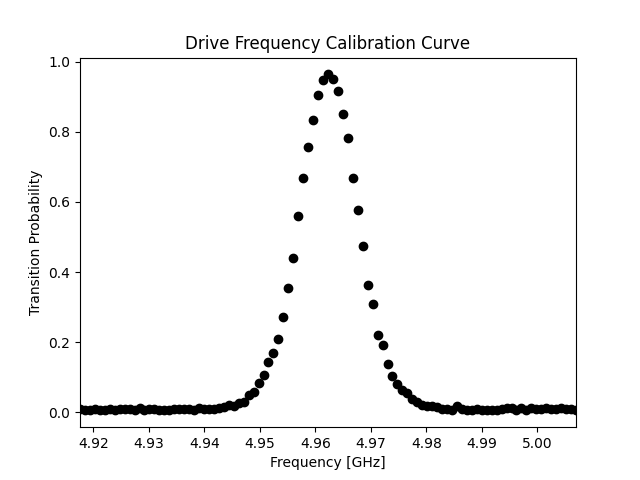 Drive Frequency Calibration Curve
Transition Probability
1.0
0.8
0.6
0.4
0.2
0.0
4.92 4.93 4.94 4.95 4.96 4.97 4.98 4.99 5.00
Frequency [GHz]